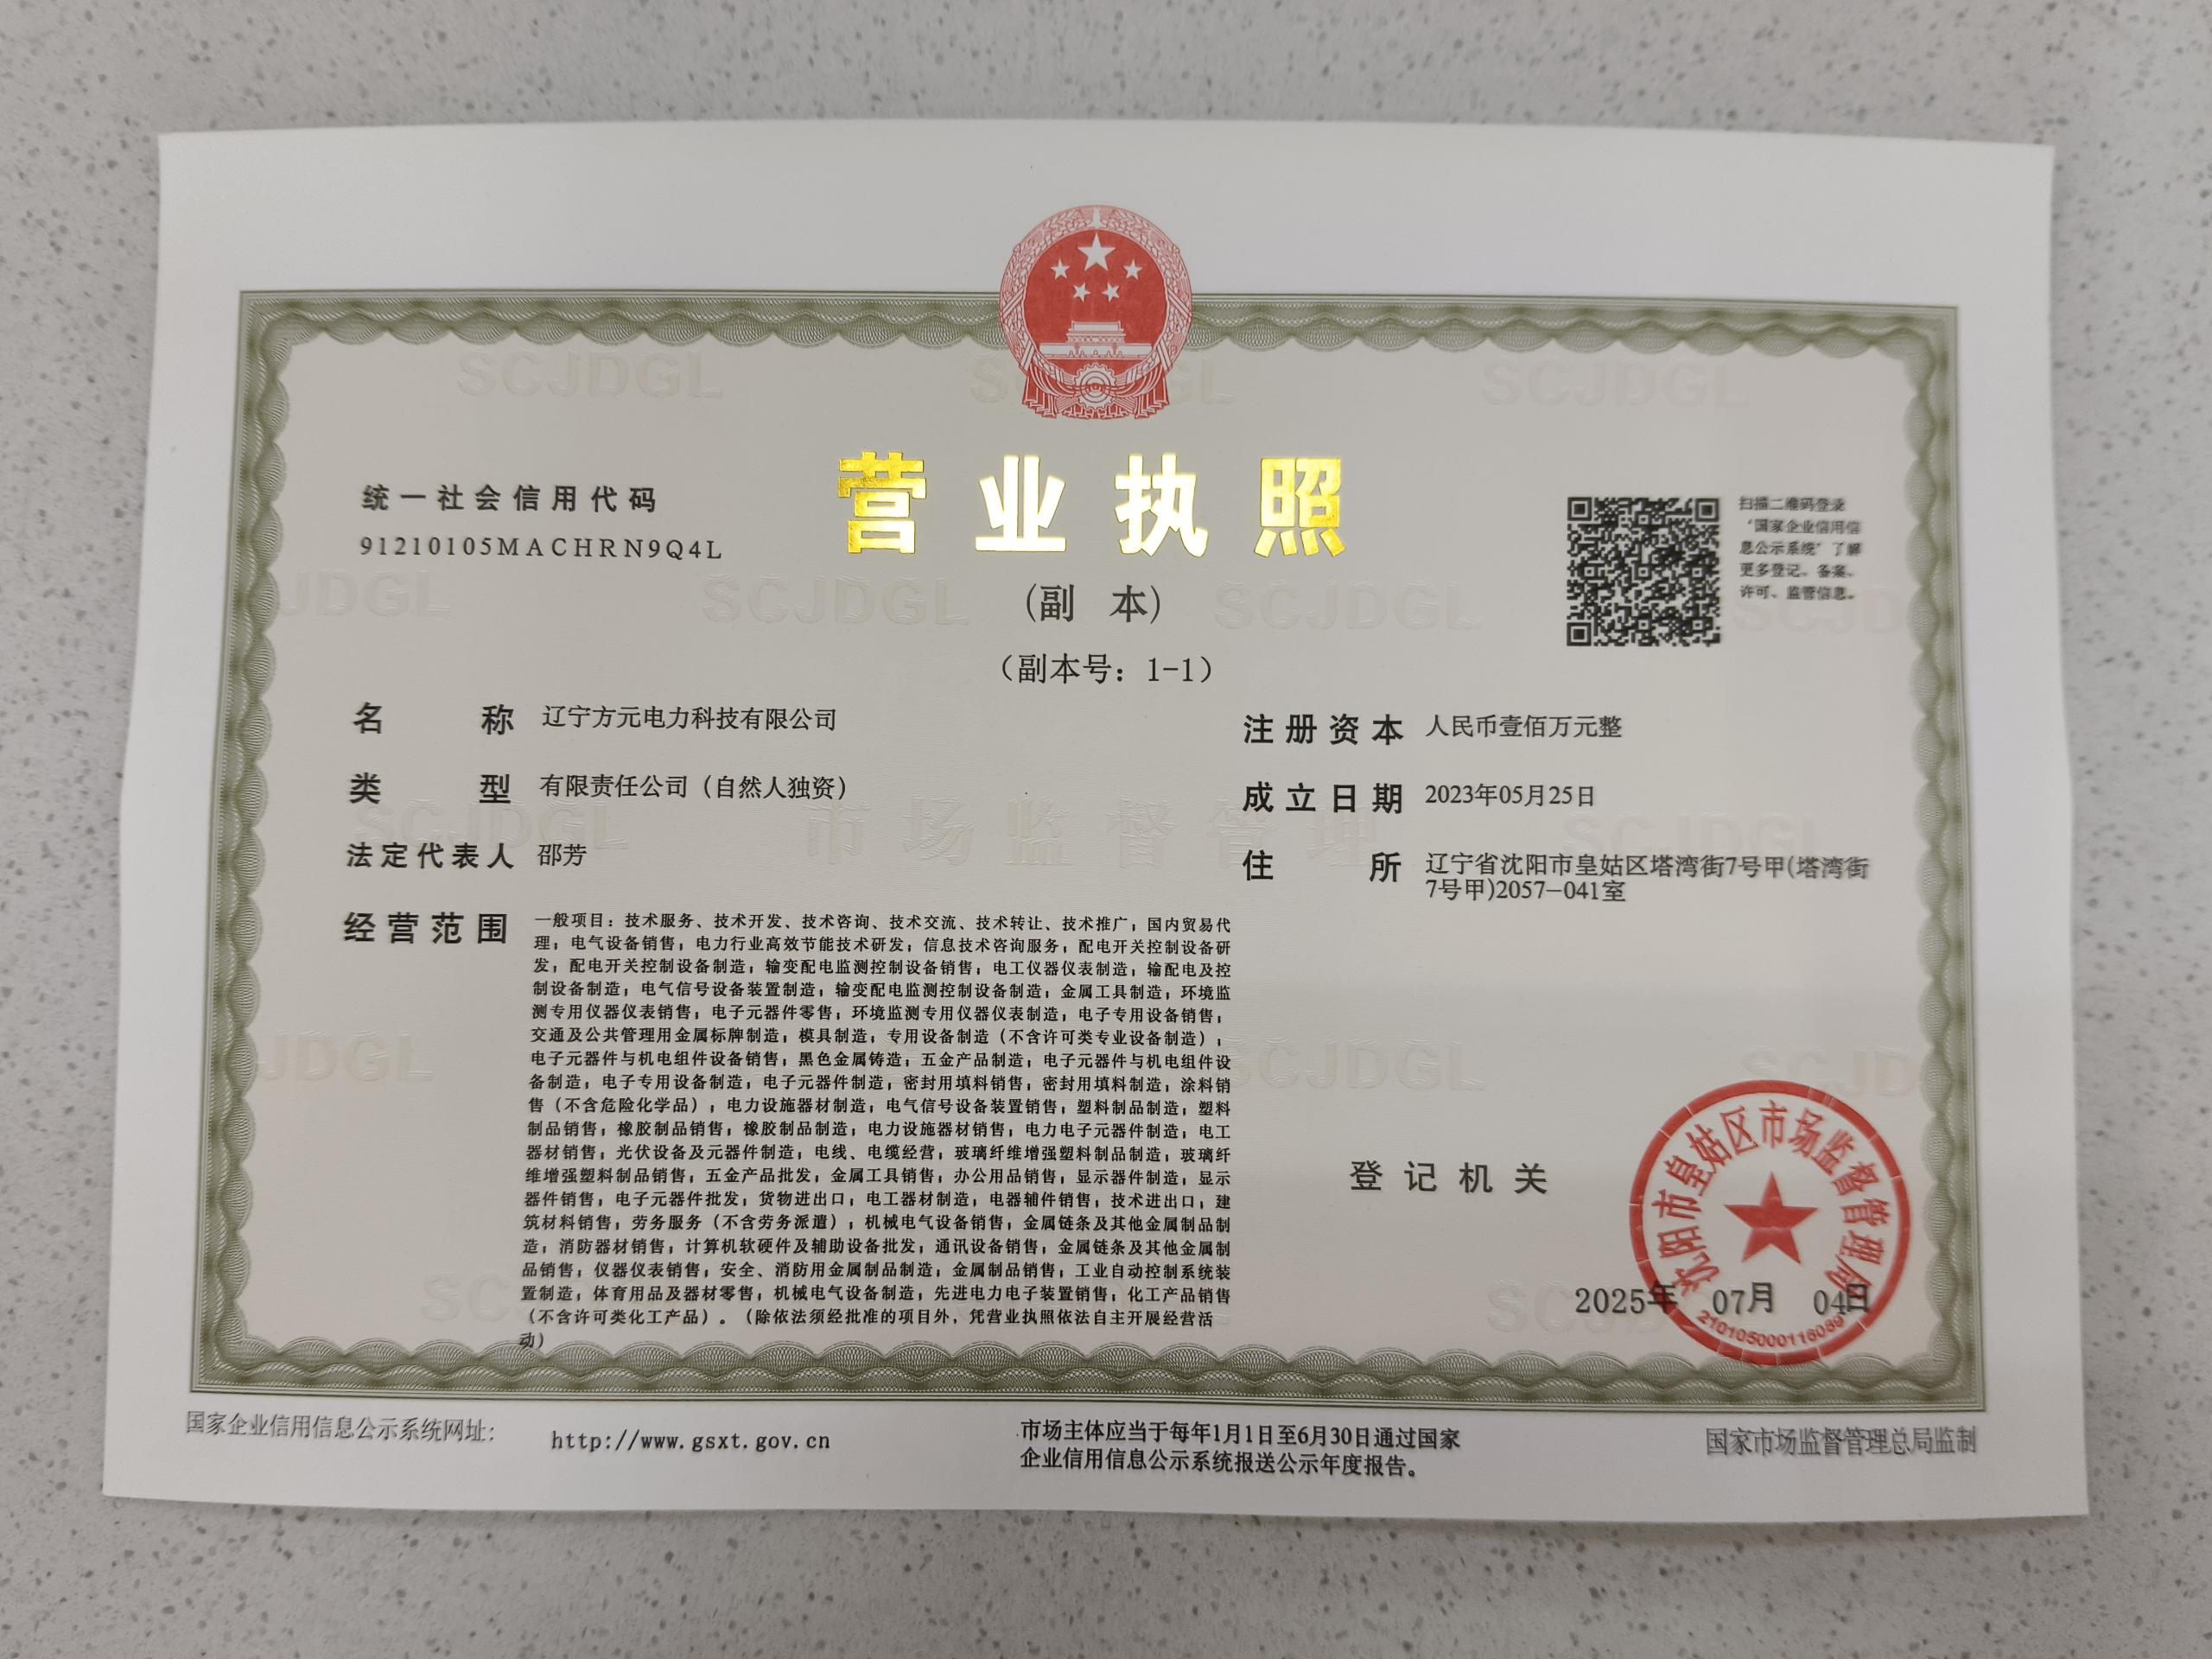 统一社会信用代码
91210105MACHRN9Q4L
营业执照
(副 本)
（副本号：1-1）
扫描二维码登录
‘国家企业信用信
息公示系统’了解
更多登记、备案、
许可、监管信息。
名 称 辽宁方元电力科技有限公司
类 型 有限责任公司（自然人独资）
法定代表人 邵芳
经营范围 一般项目：技术服务、技术开发、技术咨询、技术交流、技术转让、技术推广；国内贸易代
理；电气设备销售；电力行业高效节能技术研发；信息技术咨询服务；配电开关控制设备研
发；配电开关控制设备制造；输变配电监测控制设备销售；电工仪器仪表制造；输配电及控
制设备制造；电气信号设备装置制造；输变配电监测控制设备制造；金属工具制造；环境监
测专用仪器仪表销售；电子元器件零售；环境监测专用仪器仪表制造；电子专用设备销售；
交通及公共管理用金属标牌制造；模具制造；专用设备制造（不含许可类专业设备制造）；
电子元器件与机电组件设备销售；黑色金属铸造；五金产品制造；电子元器件与机电组件设
备制造；电子专用设备制造；电子元器件制造；密封用填料销售；密封用填料制造；涂料销
售（不含危险化学品）；电力设施器材制造；电气信号设备装置销售；塑料制品制造；塑料
制品销售；橡胶制品销售；橡胶制品制造；电力设施器材销售；电力电子元器件制造；电工
器材销售；光伏设备及元器件制造；电线、电缆经营；玻璃纤维增强塑料制品制造；玻璃纤
维增强塑料制品销售；五金产品批发；金属工具销售；办公用品销售；显示器件制造；显示
器件销售；电子元器件批发；货物进出口；电工器材制造；电器辅件销售；技术进出口；建
筑材料销售；劳务服务（不含劳务派遣）；机械电气设备销售；金属链条及其他金属制品制
造；消防器材销售；计算机软硬件及辅助设备批发；通讯设备销售；金属链条及其他金属制
品销售；仪器仪表销售；安全、消防用金属制品制造；金属制品销售；工业自动控制系统装
置制造；体育用品及器材零售；机械电气设备制造；先进电力电子装置销售；化工产品销售
（不含许可类化工产品）。（除依法须经批准的项目外，凭营业执照依法自主开展经营活
动）
注册资本 人民币壹佰万元整
成立日期 2023年05月25日
住 所 辽宁省沈阳市皇姑区塔湾街7号甲(塔湾街
7号甲)2057-041室
登记机关
沈阳市皇姑区市场监督管理局
2025年 07月 04日
国家企业信用信息公示系统网址： http://www.gsxt.gov.cn
市场主体应当于每年1月1日至6月30日通过国家
企业信用信息公示系统报送公示年度报告。
国家市场监督管理总局监制